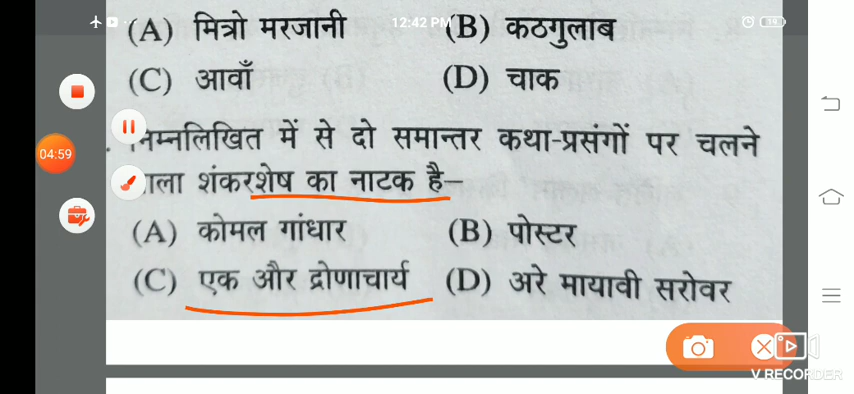 12:42 PM
(A) मित्रो मरजानी (B) कठगुलाब
(C) आवाँ (D) चाक
04:59
निम्नलिखित में से दो समान्तर कथा-प्रसंगों पर चलने
वाला शंकरशेष का नाटक है–
(A) कोमल गांधार (B) पोस्टर
(C) एक और द्रोणाचार्य (D) अरे मायावी सरोवर
V RECORDER